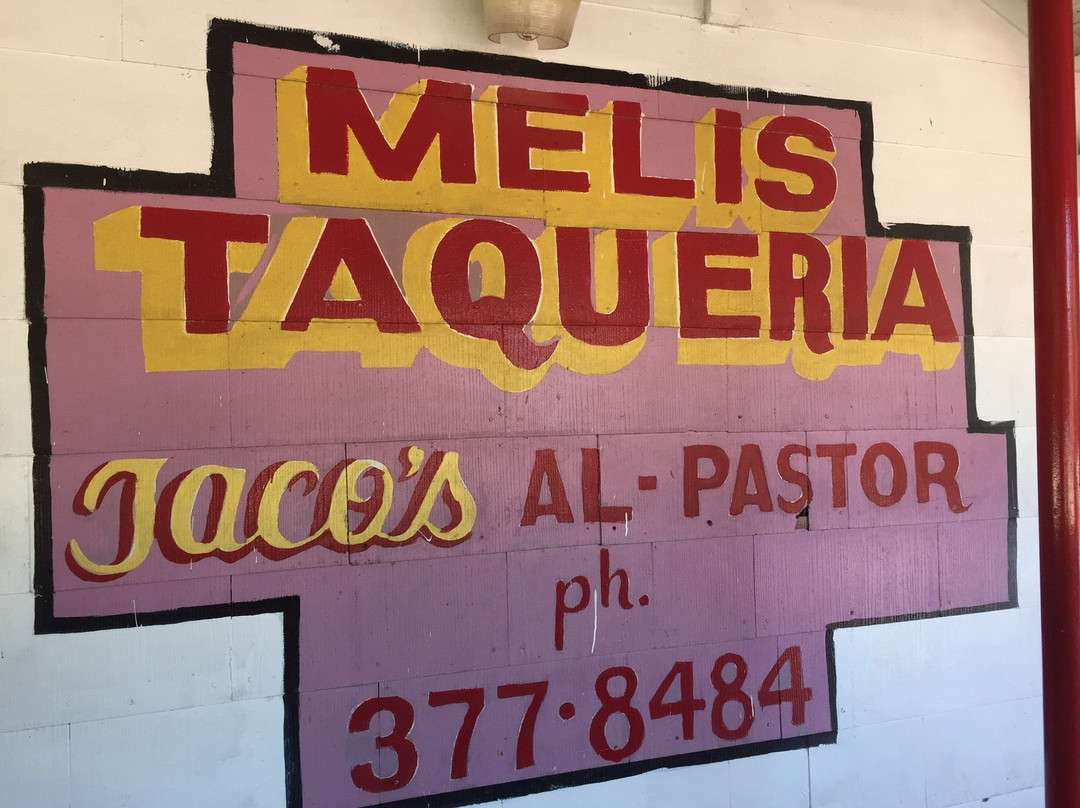 MELIS
TAQUERIA
Taco's AL-PASTOR
ph.
377·8484